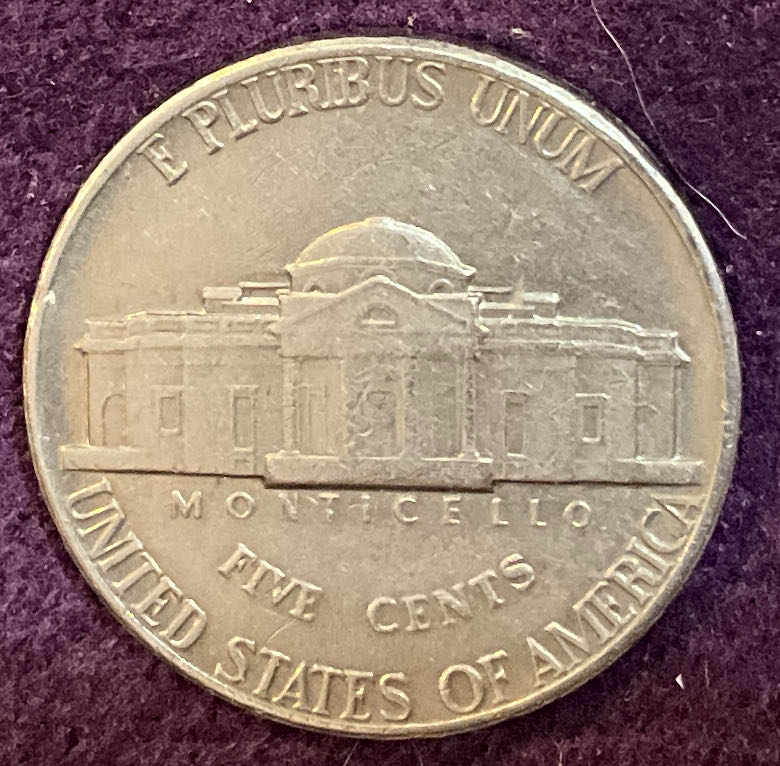 E PLURIBUS UNUM
MONTICELLO
FIVE CENTS
UNITED STATES OF AMERICA